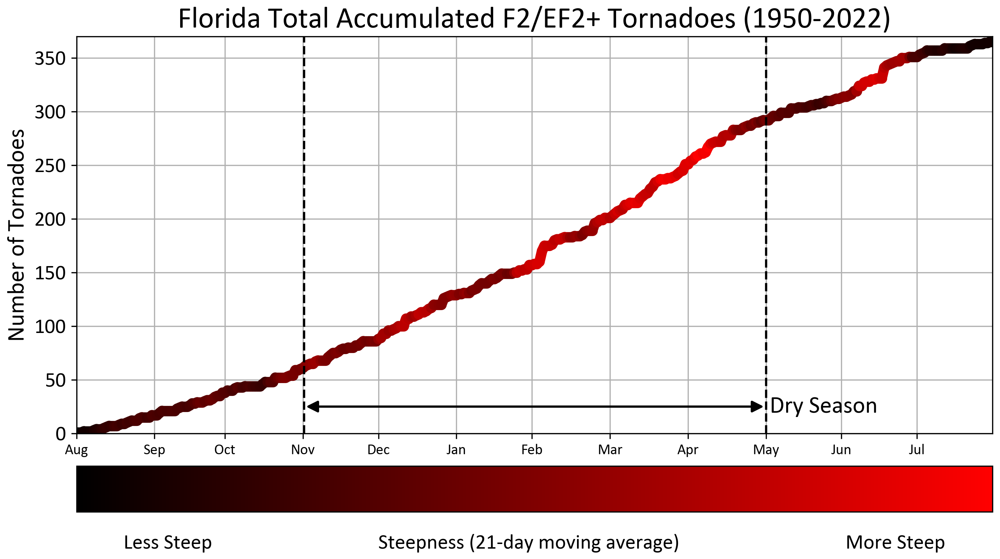 Florida Total Accumulated F2/EF2+ Tornadoes (1950-2022)
Number of Tornadoes
350
300
250
200
150
100
50
0
Dry Season
Aug Sep Oct Nov Dec Jan Feb Mar Apr May Jun Jul
Less Steep Steepness (21-day moving average) More Steep